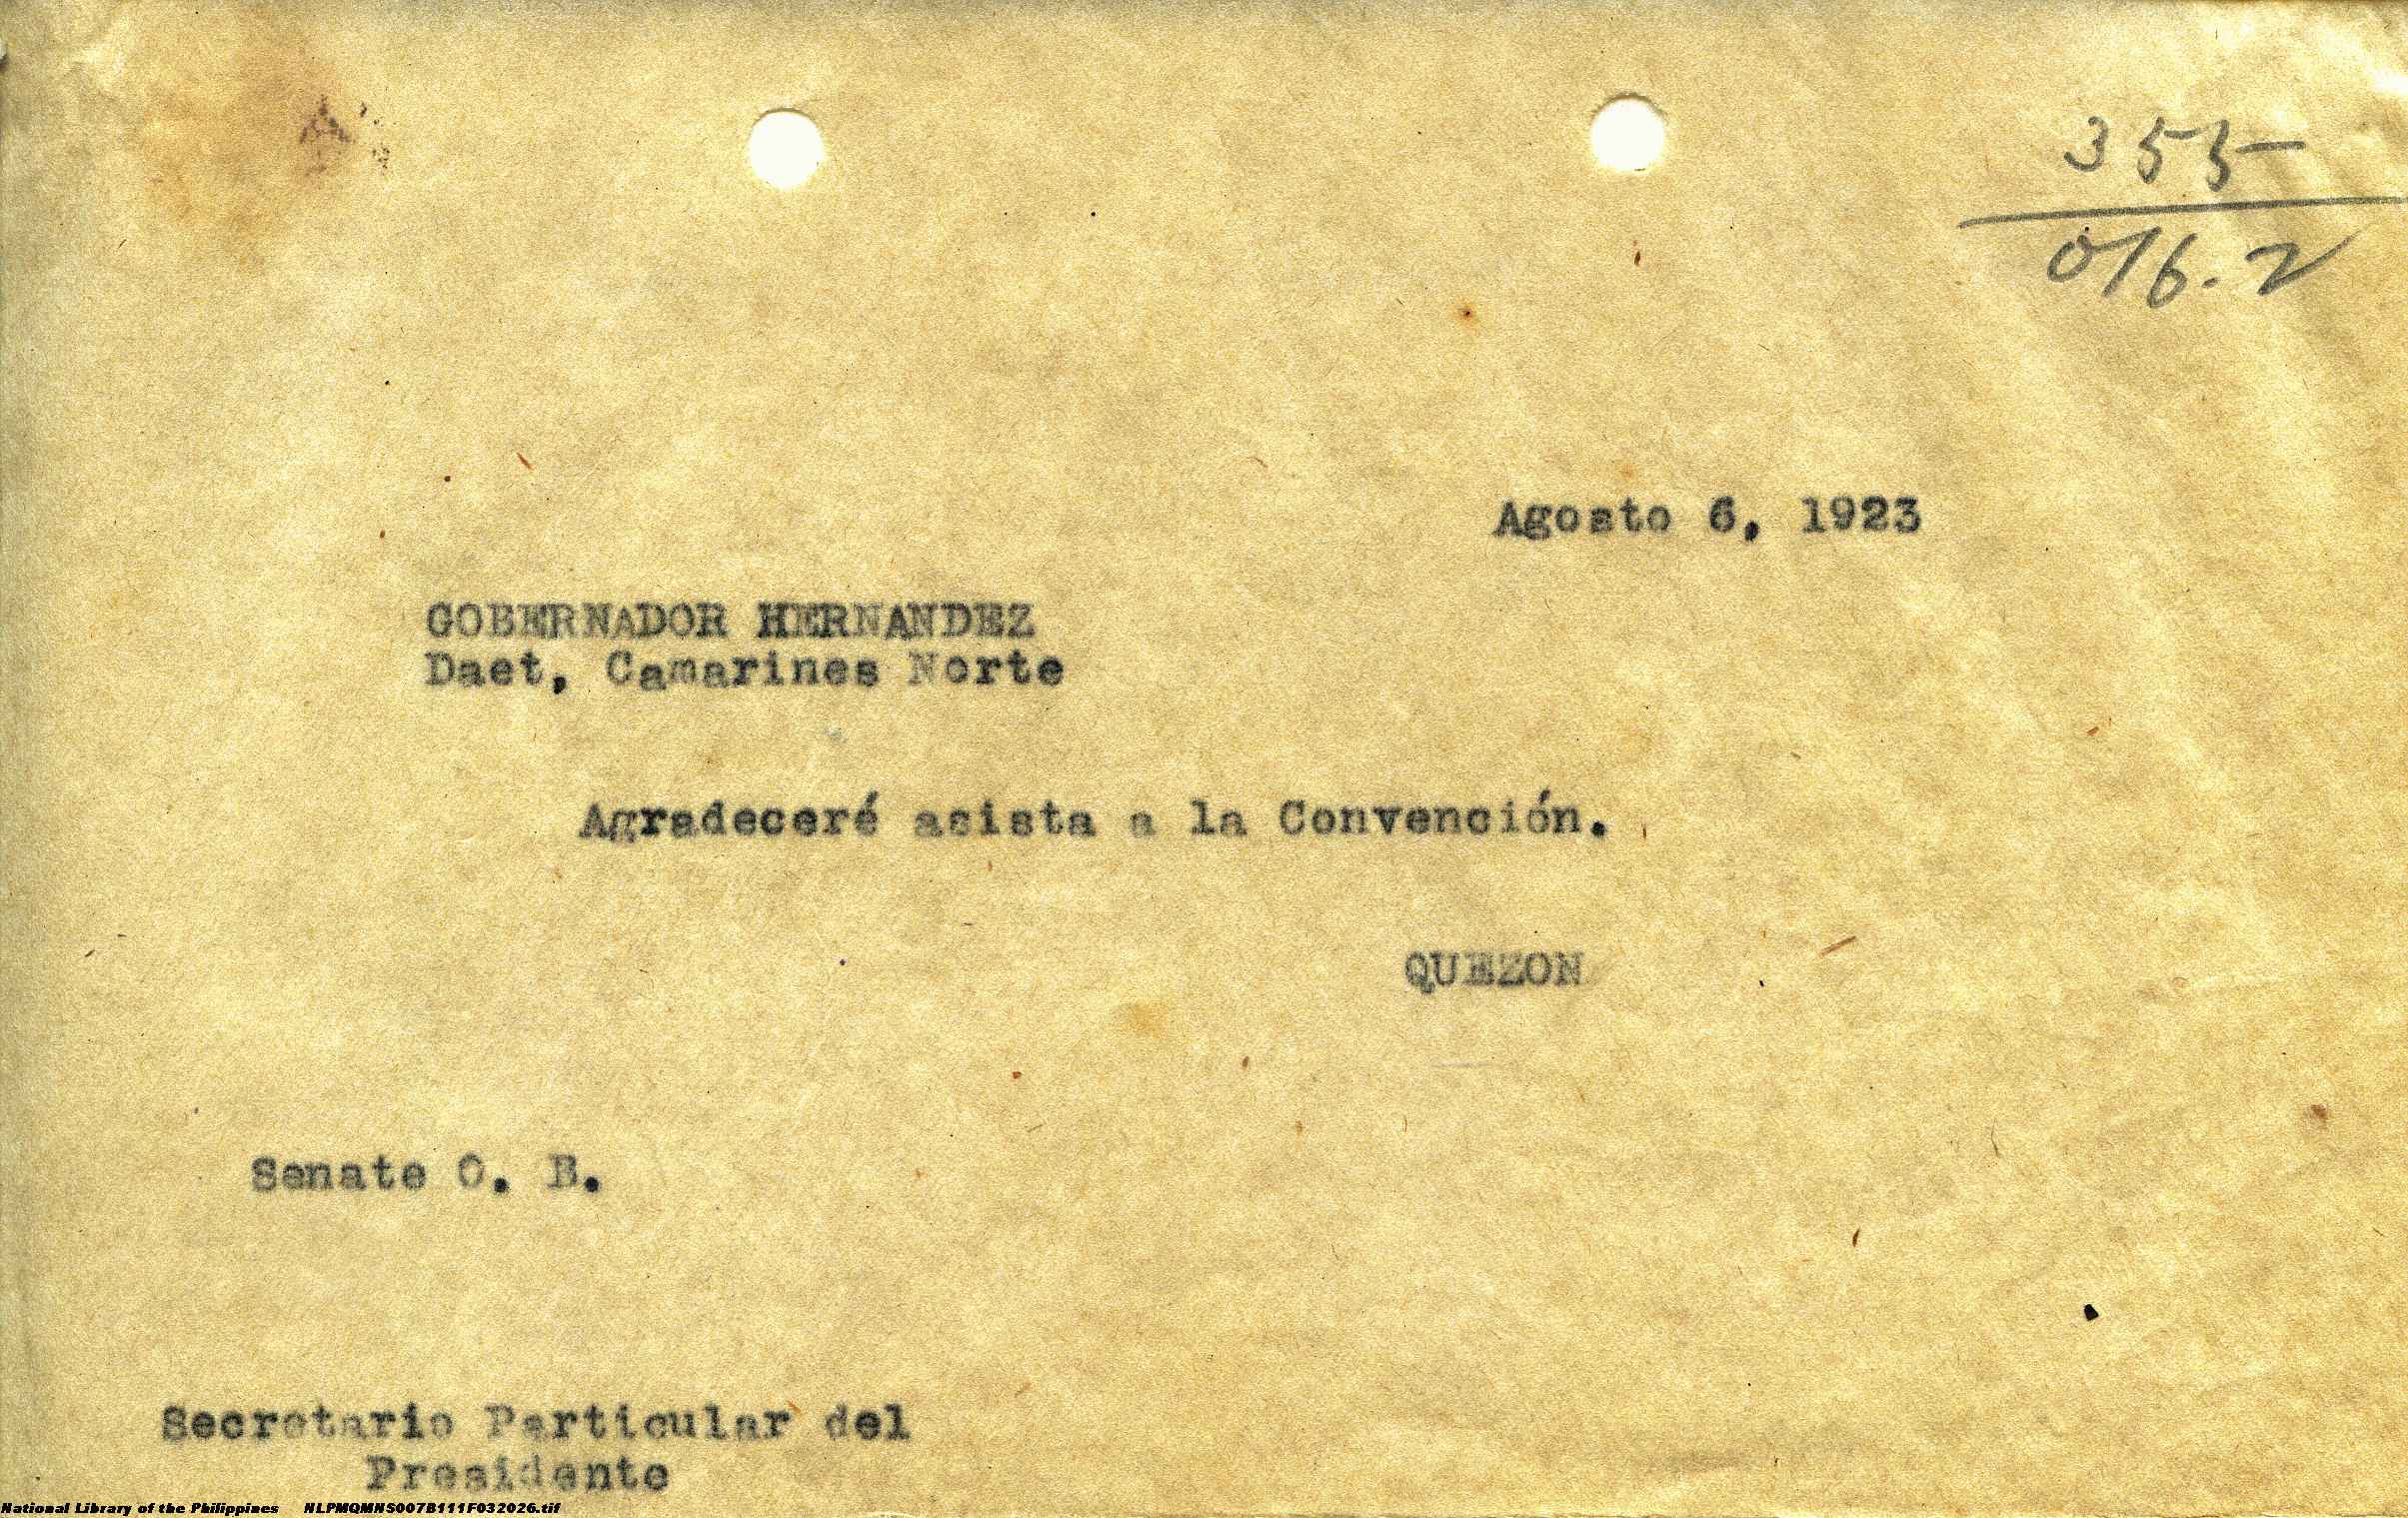 355
016.2
Agosto 6, 1923
GOBERNADOR HERNANDEZ
Daet, Camarines Norte
Agradeceré asista a la Convención.
QUEZON
Senate O. B.
Secretario Particular del
Presidente
National Library of the Philippines NLPMQMNS007B111F032026.tif